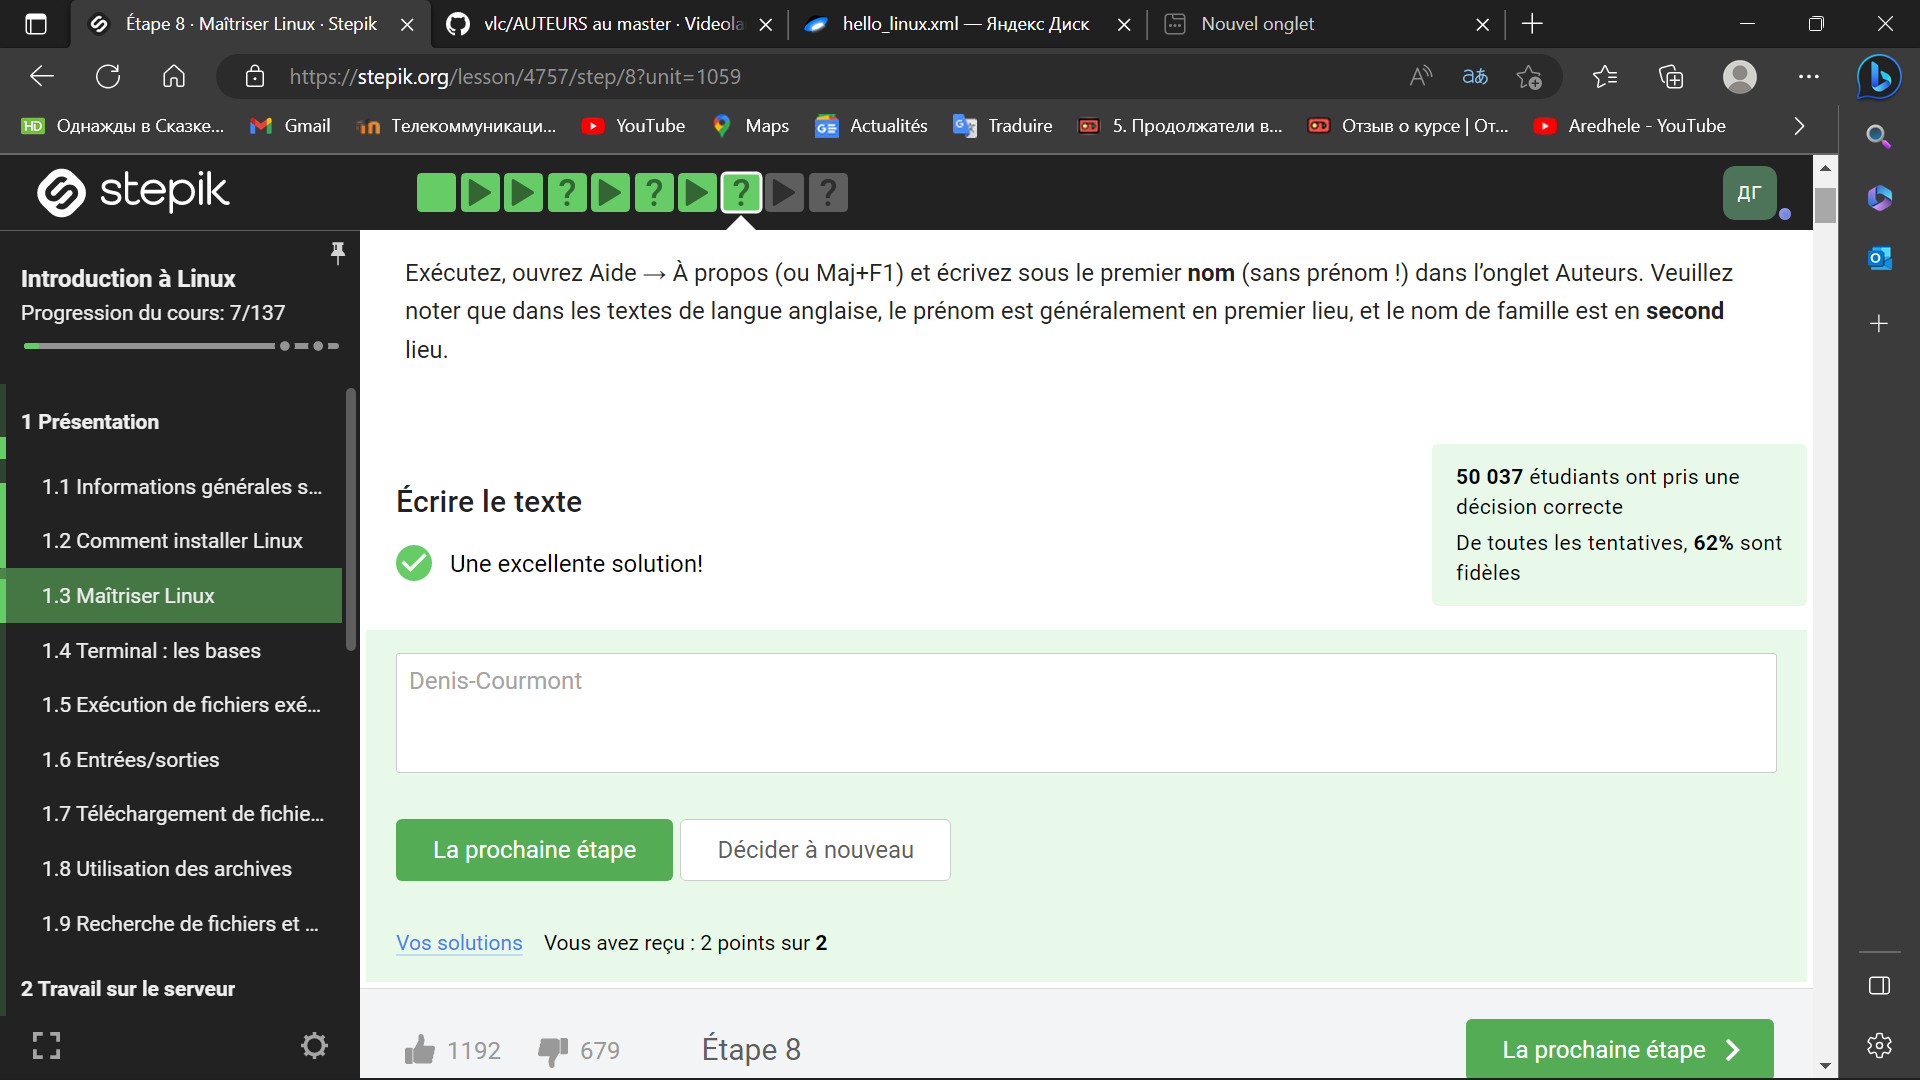 Étape 8 · Maîtriser Linux · Stepik
vlc/AUTEURS au master · Videola
hello_linux.xml — Яндекс Диск
Nouvel onglet
https://stepik.org/lesson/4757/step/8?unit=1059
HD Однажды в Сказке...
Gmail
Телекоммуникаци...
YouTube
Maps
Actualités
Traduire
5. Продолжатели в...
Отзыв о курсе | От...
Aredhele - YouTube
stepik
ДГ
Introduction à Linux
Progression du cours: 7/137
1 Présentation
1.1 Informations générales s...
1.2 Comment installer Linux
1.3 Maîtriser Linux
1.4 Terminal : les bases
1.5 Exécution de fichiers exé...
1.6 Entrées/sorties
1.7 Téléchargement de fichie...
1.8 Utilisation des archives
1.9 Recherche de fichiers et ...
2 Travail sur le serveur
Exécutez, ouvrez Aide → À propos (ou Maj+F1) et écrivez sous le premier nom (sans prénom !) dans l’onglet Auteurs. Veuillez
noter que dans les textes de langue anglaise, le prénom est généralement en premier lieu, et le nom de famille est en second
lieu.
Écrire le texte
Une excellente solution!
50 037 étudiants ont pris une
décision correcte
De toutes les tentatives, 62% sont
fidèles
Denis-Courmont
La prochaine étape
Décider à nouveau
Vos solutions Vous avez reçu : 2 points sur 2
1192
679
Étape 8
La prochaine étape